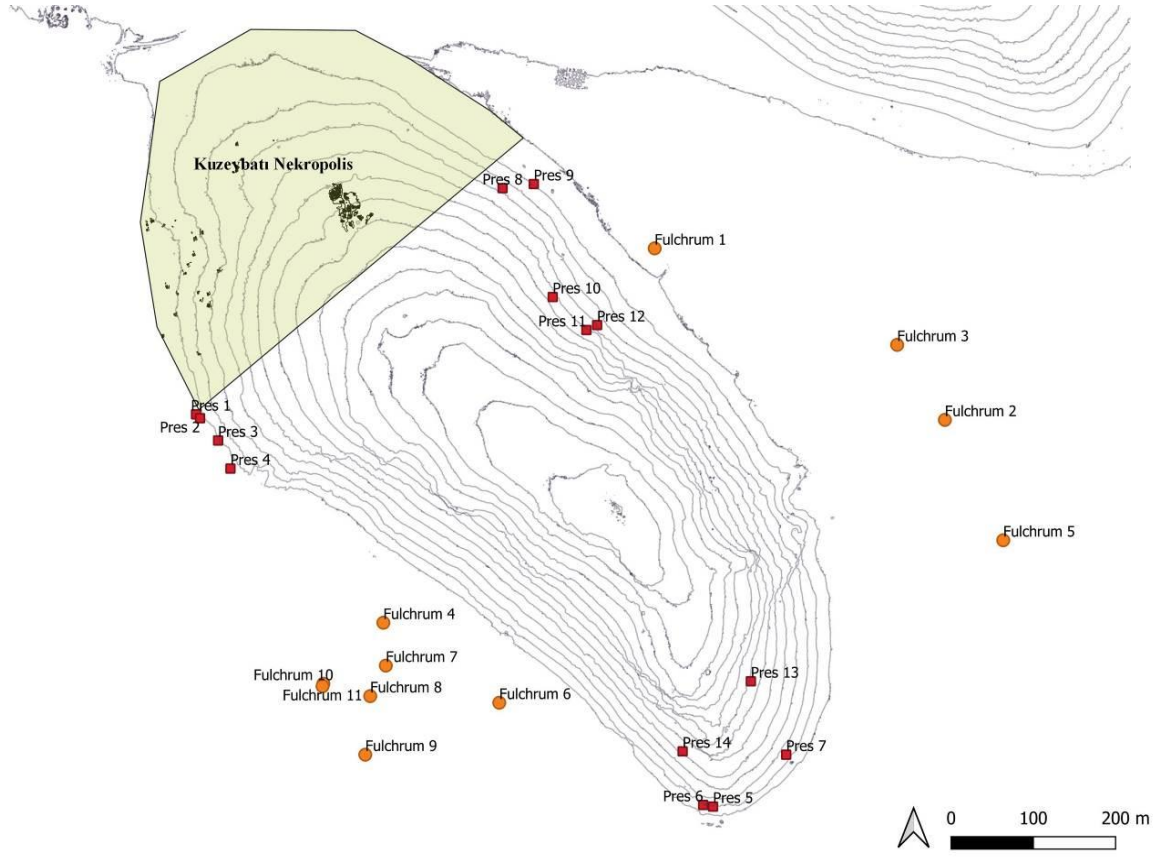 Kuzeybatı Nekropolis
Pres 8
Pres 9
Fulchrum 1
Pres 10
Pres 11
Pres 12
Fulchrum 3
Pres 1
Pres 2
Fulchrum 2
Pres 3
Pres 4
Fulchrum 5
Fulchrum 4
Fulchrum 7
Fulchrum 10
Fulchrum 11
Fulchrum 8
Fulchrum 6
Pres 13
Fulchrum 9
Pres 14
Pres 7
Pres 6
Pres 5
0 100 200 m